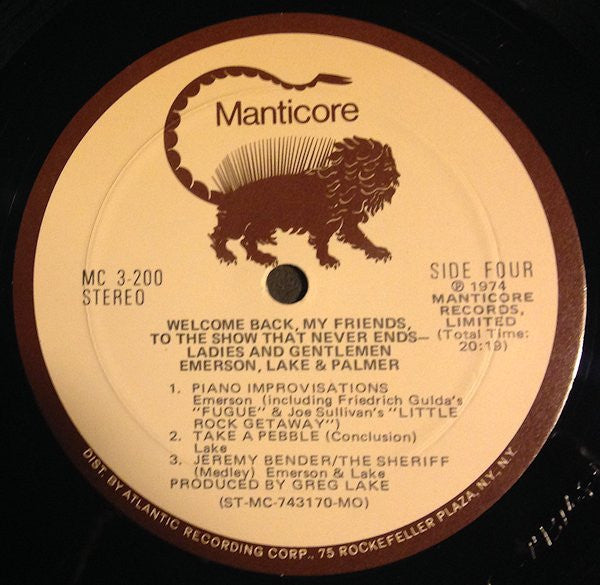 Manticore
MC 3-200
STEREO
SIDE FOUR
℗ 1974
MANTICORE
RECORDS,
LIMITED
(Total Time:
20:19)
WELCOME BACK, MY FRIENDS,
TO THE SHOW THAT NEVER ENDS—
LADIES AND GENTLEMEN
EMERSON, LAKE & PALMER
1. PIANO IMPROVISATIONS
Emerson (including Friedrich Gulda's
"FUGUE" & Joe Sullivan's "LITTLE
ROCK GETAWAY")
2. TAKE A PEBBLE (Conclusion)
Lake
3. JEREMY BENDER/THE SHERIFF
(Medley) Emerson & Lake
PRODUCED BY GREG LAKE
(ST-MC-743170-MO)
DIST. BY ATLANTIC RECORDING CORP., 75 ROCKEFELLER PLAZA, N.Y. N.Y.